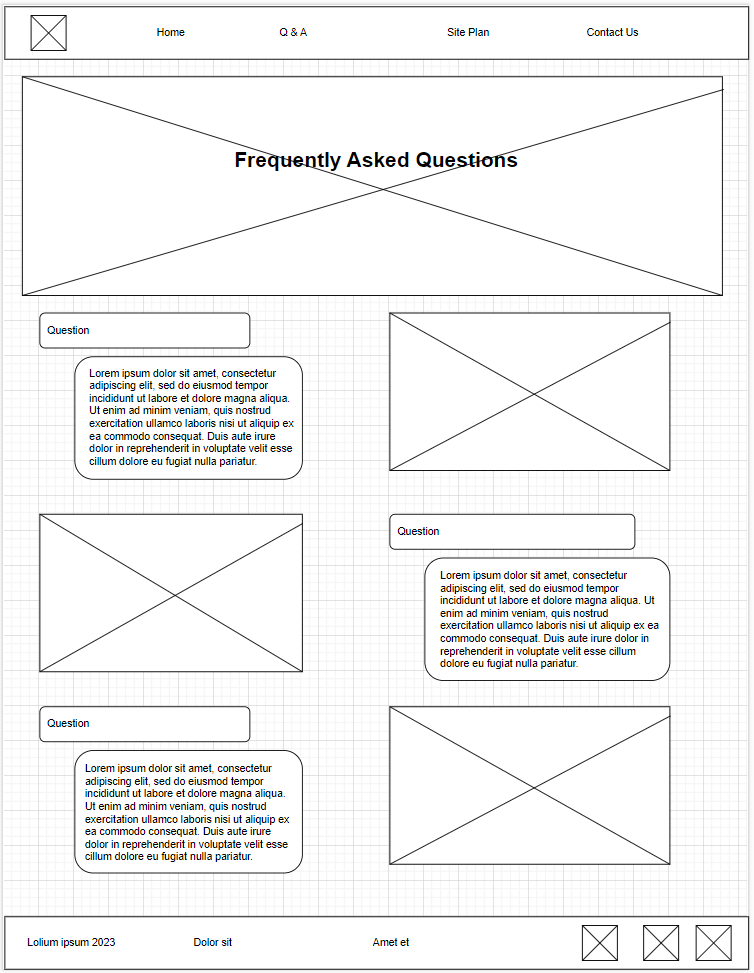 Home
Q & A
Site Plan
Contact Us
Frequently Asked Questions
Question
Lorem ipsum dolor sit amet, consectetur
adipiscing elit, sed do eiusmod tempor
incididunt ut labore et dolore magna aliqua.
Ut enim ad minim veniam, quis nostrud
exercitation ullamco laboris nisi ut aliquip ex
ea commodo consequat. Duis aute irure
dolor in reprehenderit in voluptate velit esse
cillum dolore eu fugiat nulla pariatur.
Question
Lorem ipsum dolor sit amet, consectetur
adipiscing elit, sed do eiusmod tempor
incididunt ut labore et dolore magna aliqua. Ut
enim ad minim veniam, quis nostrud
exercitation ullamco laboris nisi ut aliquip ex ea
commodo consequat. Duis aute irure dolor in
reprehenderit in voluptate velit esse cillum
dolore eu fugiat nulla pariatur.
Question
Lorem ipsum dolor sit amet, consectetur
adipiscing elit, sed do eiusmod tempor
incididunt ut labore et dolore magna aliqua.
Ut enim ad minim veniam, quis nostrud
exercitation ullamco laboris nisi ut aliquip ex
ea commodo consequat. Duis aute irure
dolor in reprehenderit in voluptate velit esse
cillum dolore eu fugiat nulla pariatur.
Lolium ipsum 2023
Dolor sit
Amet et